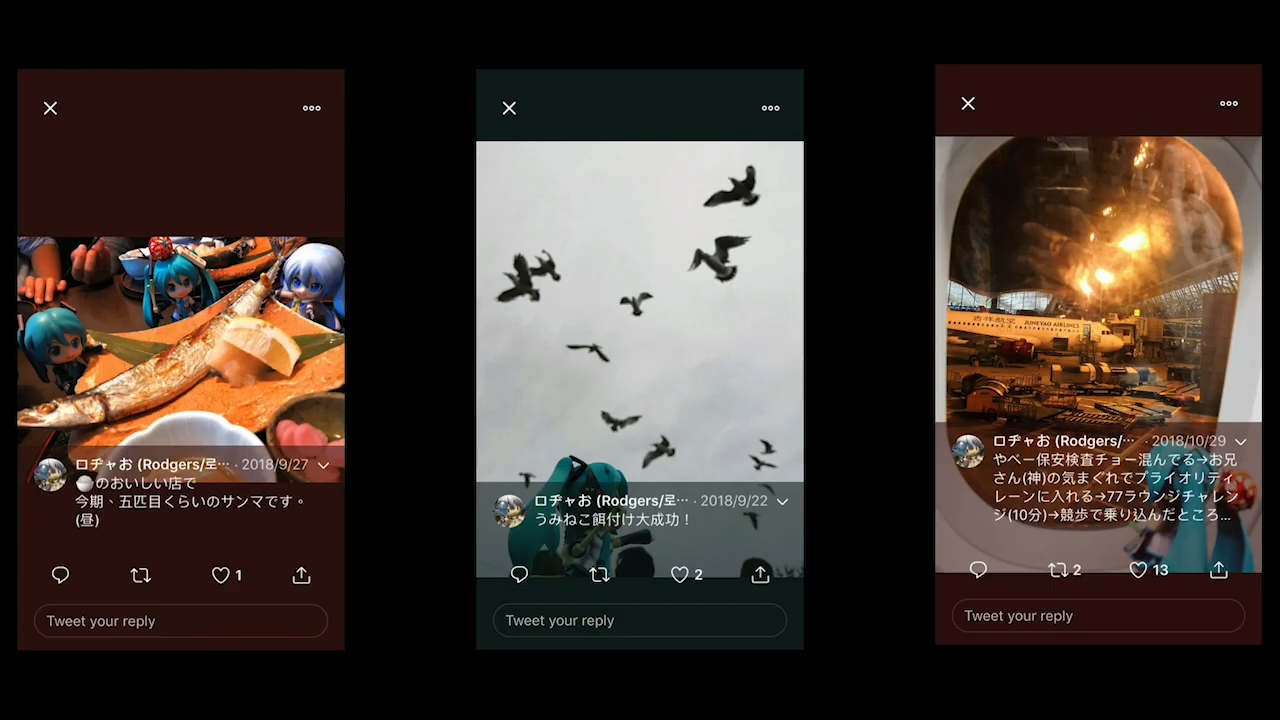 ロヂャお (Rodgers/로… · 2018/9/27
🍚のおいしい店で
今期、五匹目くらいのサンマです。
(昼)
1
Tweet your reply
ロヂャお (Rodgers/로… · 2018/9/22
うみねこ餌付け大成功！
2
Tweet your reply
吉祥航空 JUNEYAO AIRLINES
ロヂャお (Rodgers/… · 2018/10/29
やべー保安検査チョー混んでる→お兄
さん(神)の気まぐれでプライオリティ
レーンに入れる→77ラウンジチャレン
ジ(10分)→競歩で乗り込んだところ...
2 13
Tweet your reply